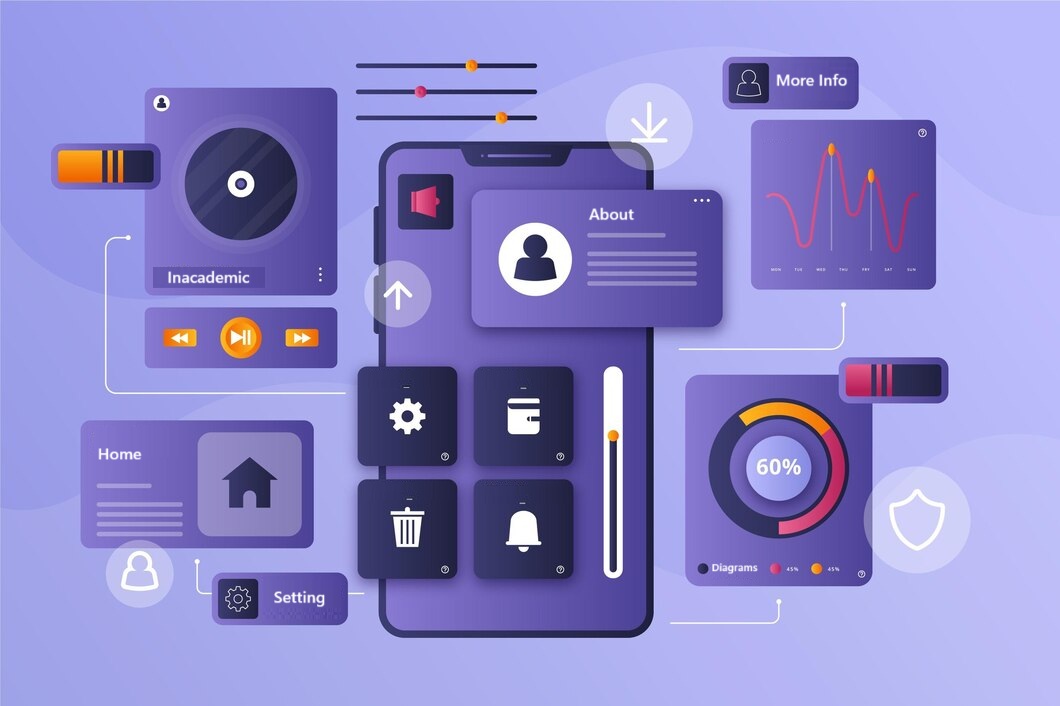 More Info
About
Inacademic
MON TUE WED THU FRI SAT SUN
Home
60%
Diagrams 45% 45%
Setting